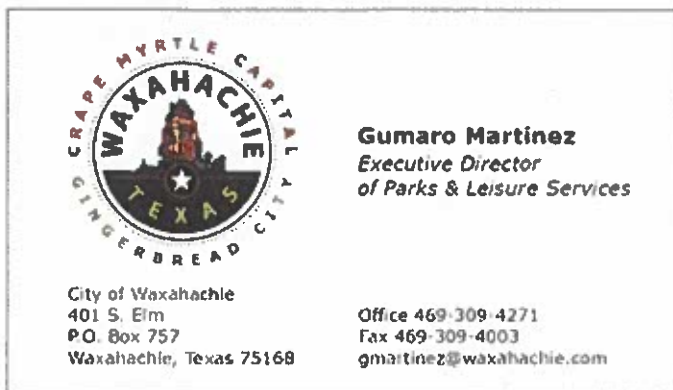 CRAPE MYRTLE CAPITAL
WAXAHACHIE
TEXAS
GINGERBREAD CITY
Gumaro Martinez
Executive Director
of Parks & Leisure Services
City of Waxahachie
401 S. Elm
P.O. Box 757
Waxahachie, Texas 75168
Office 469-309-4271
Fax 469-309-4003
gmartinez@waxahachie.com